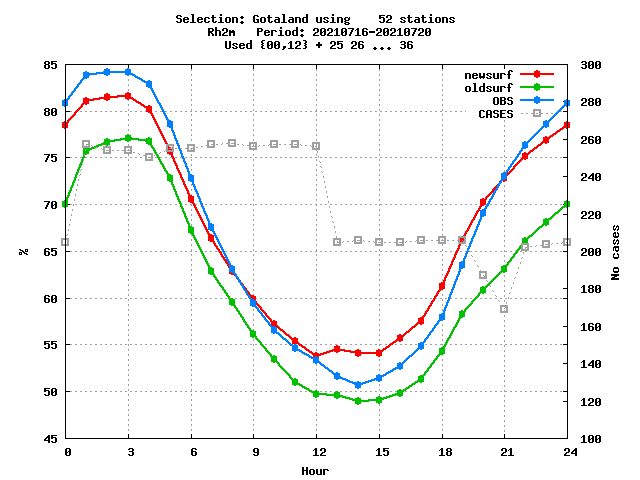 Selection: Gotaland using    52 stations
Rh2m   Period: 20210716-20210720
Used {00,12} + 25 26 ... 36
newsurf
oldsurf
OBS
CASES
85
80
75
70
65
60
55
50
45
%
300
280
260
240
220
200
180
160
140
120
100
No cases
0 3 6 9 12 15 18 21 24
Hour